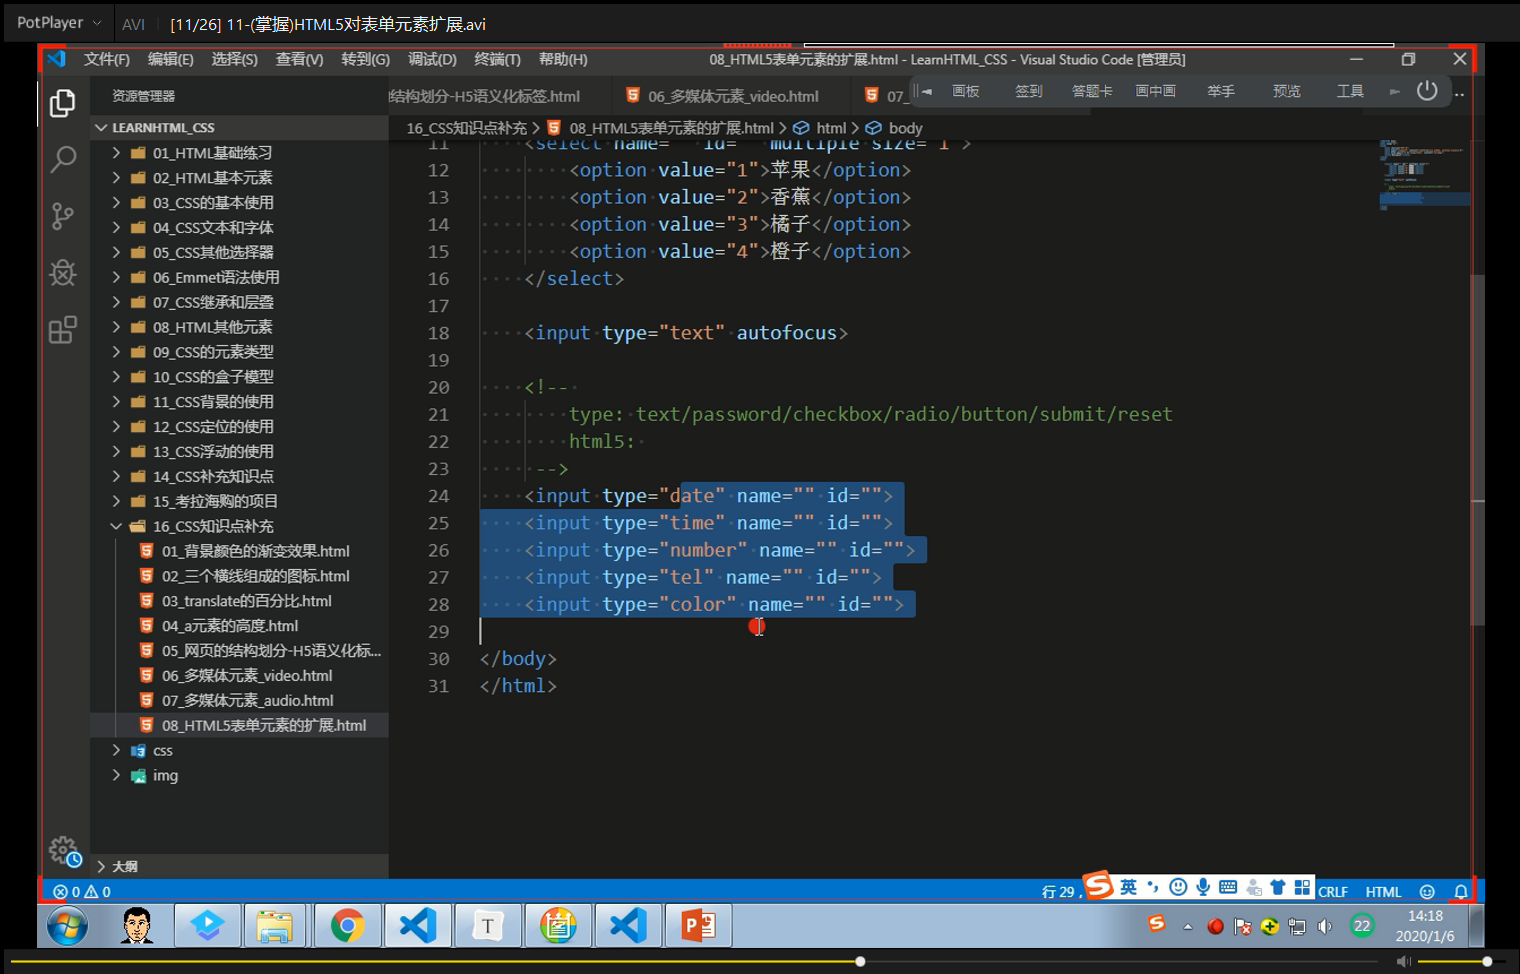 PotPlayer AVI [11/26] 11-(掌握)HTML5对表单元素扩展.avi
文件(F) 编辑(E) 选择(S) 查看(V) 转到(G) 调试(D) 终端(T) 帮助(H) 08_HTML5表单元素的扩展.html - LearnHTML_CSS - Visual Studio Code [管理员]
资源管理器
结构划分-H5语义化标签.html 06_多媒体元素_video.html 07_
画板 签到 答题卡 画中画 举手 预览 工具
LEARNHTML_CSS
01_HTML基础练习
02_HTML基本元素
03_CSS的基本使用
04_CSS文本和字体
05_CSS其他选择器
06_Emmet语法使用
07_CSS继承和层叠
08_HTML其他元素
09_CSS的元素类型
10_CSS的盒子模型
11_CSS背景的使用
12_CSS定位的使用
13_CSS浮动的使用
14_CSS补充知识点
15_考拉海购的项目
16_CSS知识点补充
01_背景颜色的渐变效果.html
02_三个横线组成的图标.html
03_translate的百分比.html
04_a元素的高度.html
05_网页的结构划分-H5语义化标...
06_多媒体元素_video.html
07_多媒体元素_audio.html
08_HTML5表单元素的扩展.html
css
img
大纲
16_CSS知识点补充 > 08_HTML5表单元素的扩展.html > html > body
11 <select name="" id="" multiple size="1">
12 <option value="1">苹果</option>
13 <option value="2">香蕉</option>
14 <option value="3">橘子</option>
15 <option value="4">橙子</option>
16 </select>
17
18 <input type="text" autofocus>
19
20 <!--
21 type: text/password/checkbox/radio/button/submit/reset
22 html5:
23 -->
24 <input type="date" name="" id="">
25 <input type="time" name="" id="">
26 <input type="number" name="" id="">
27 <input type="tel" name="" id="">
28 <input type="color" name="" id="">
29
30 </body>
31 </html>
0 0 行 29, 英 CRLF HTML
22 14:18
2020/1/6